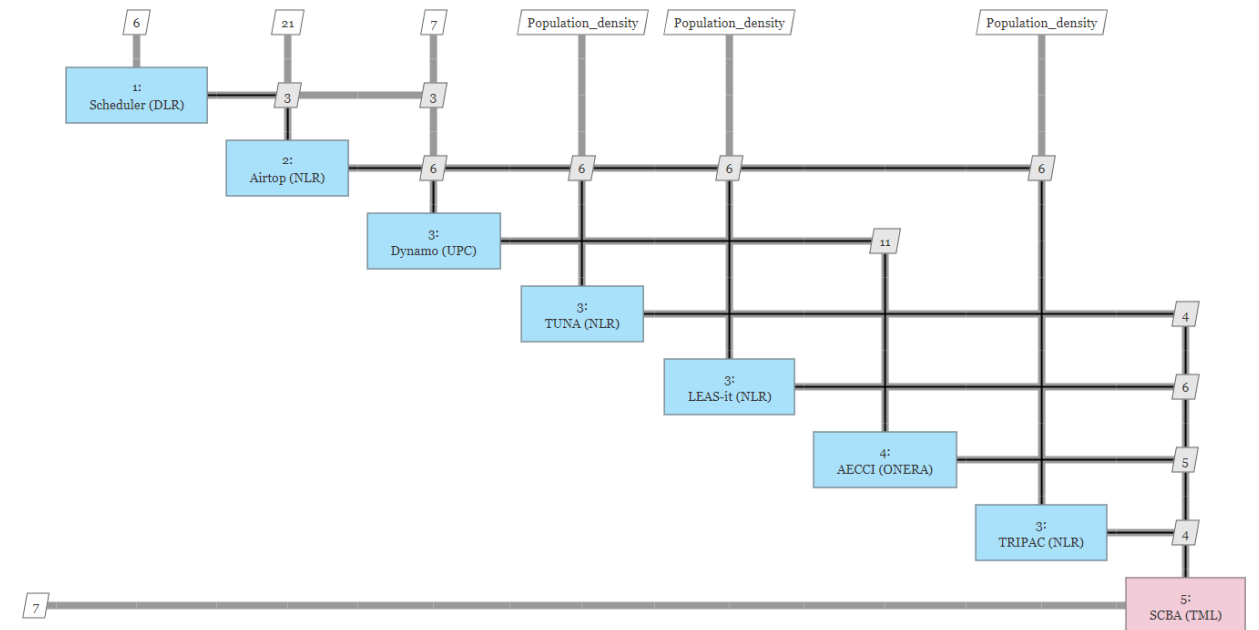 6
21
7
Population_density
Population_density
Population_density
1:
Scheduler (DLR)
3
3
2:
Airtop (NLR)
6
6
6
6
3:
Dynamo (UPC)
11
3:
TUNA (NLR)
4
3:
LEAS-it (NLR)
6
4:
AECCI (ONERA)
5
3:
TRIPAC (NLR)
4
7
5:
SCBA (TML)